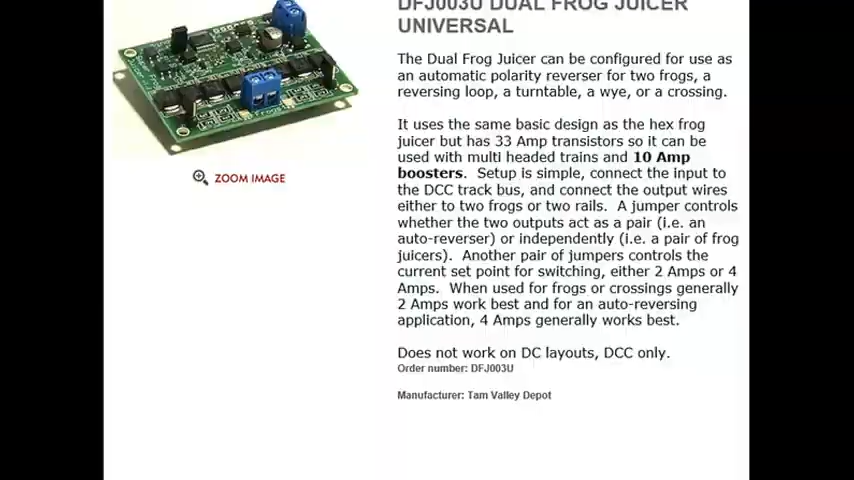 DFJ003U DUAL FROG JUICER
UNIVERSAL
The Dual Frog Juicer can be configured for use as
an automatic polarity reverser for two frogs, a
reversing loop, a turntable, a wye, or a crossing.
It uses the same basic design as the hex frog
juicer but has 33 Amp transistors so it can be
used with multi headed trains and 10 Amp
boosters. Setup is simple, connect the input to
the DCC track bus, and connect the output wires
either to two frogs or two rails. A jumper controls
whether the two outputs act as a pair (i.e. an
auto-reverser) or independently (i.e. a pair of frog
juicers). Another pair of jumpers controls the
current set point for switching, either 2 Amps or 4
Amps. When used for frogs or crossings generally
2 Amps work best and for an auto-reversing
application, 4 Amps generally works best.
Does not work on DC layouts, DCC only.
Order number: DFJ003U
Manufacturer: Tam Valley Depot
ZOOM IMAGE
Frogs